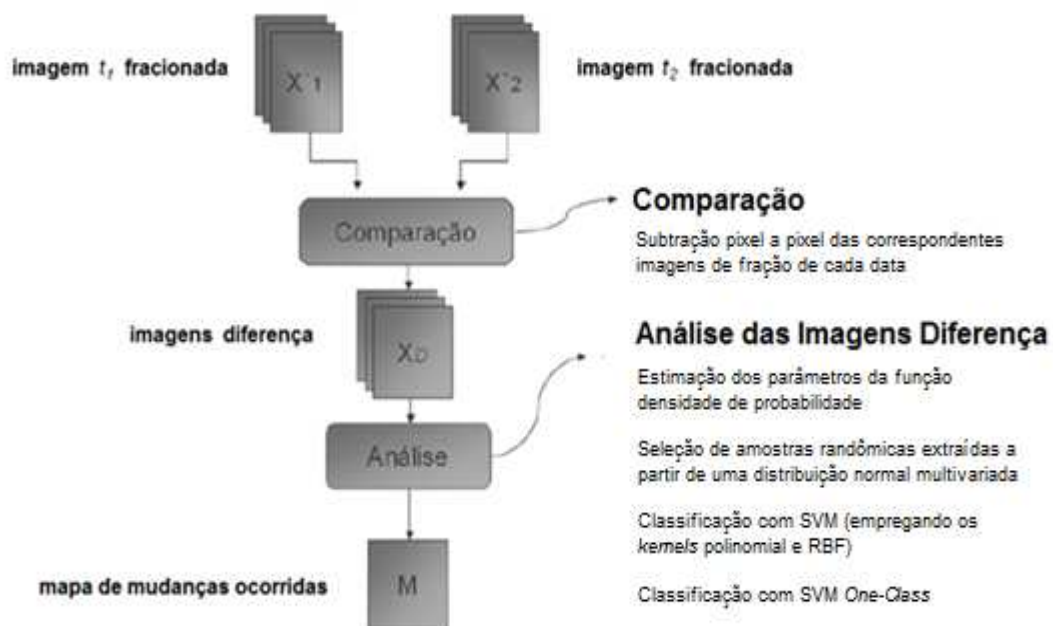 imagem t1 fracionada
X`1
X`2
imagem t2 fracionada
Comparação
Comparação
Subtração pixel a pixel das correspondentes
imagens de fração de cada data
imagens diferença
XD
Análise das Imagens Diferença
Estimação dos parâmetros da função
densidade de probabilidade
Análise
Seleção de amostras randômicas extraídas a
partir de uma distribuição normal multivariada
Classificação com SVM (empregando os
kernels polinomial e RBF)
mapa de mudanças ocorridas
M
Classificação com SVM One-Class